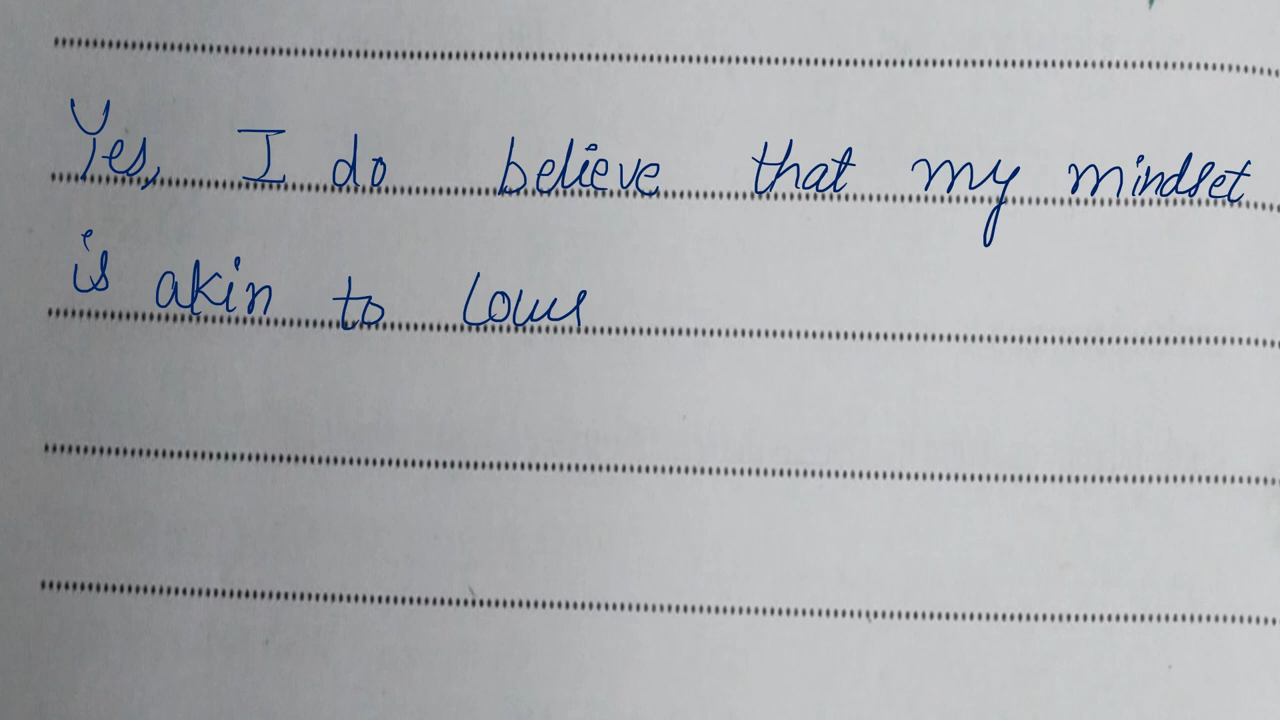 Yes, I do believe that my mindset
is akin to